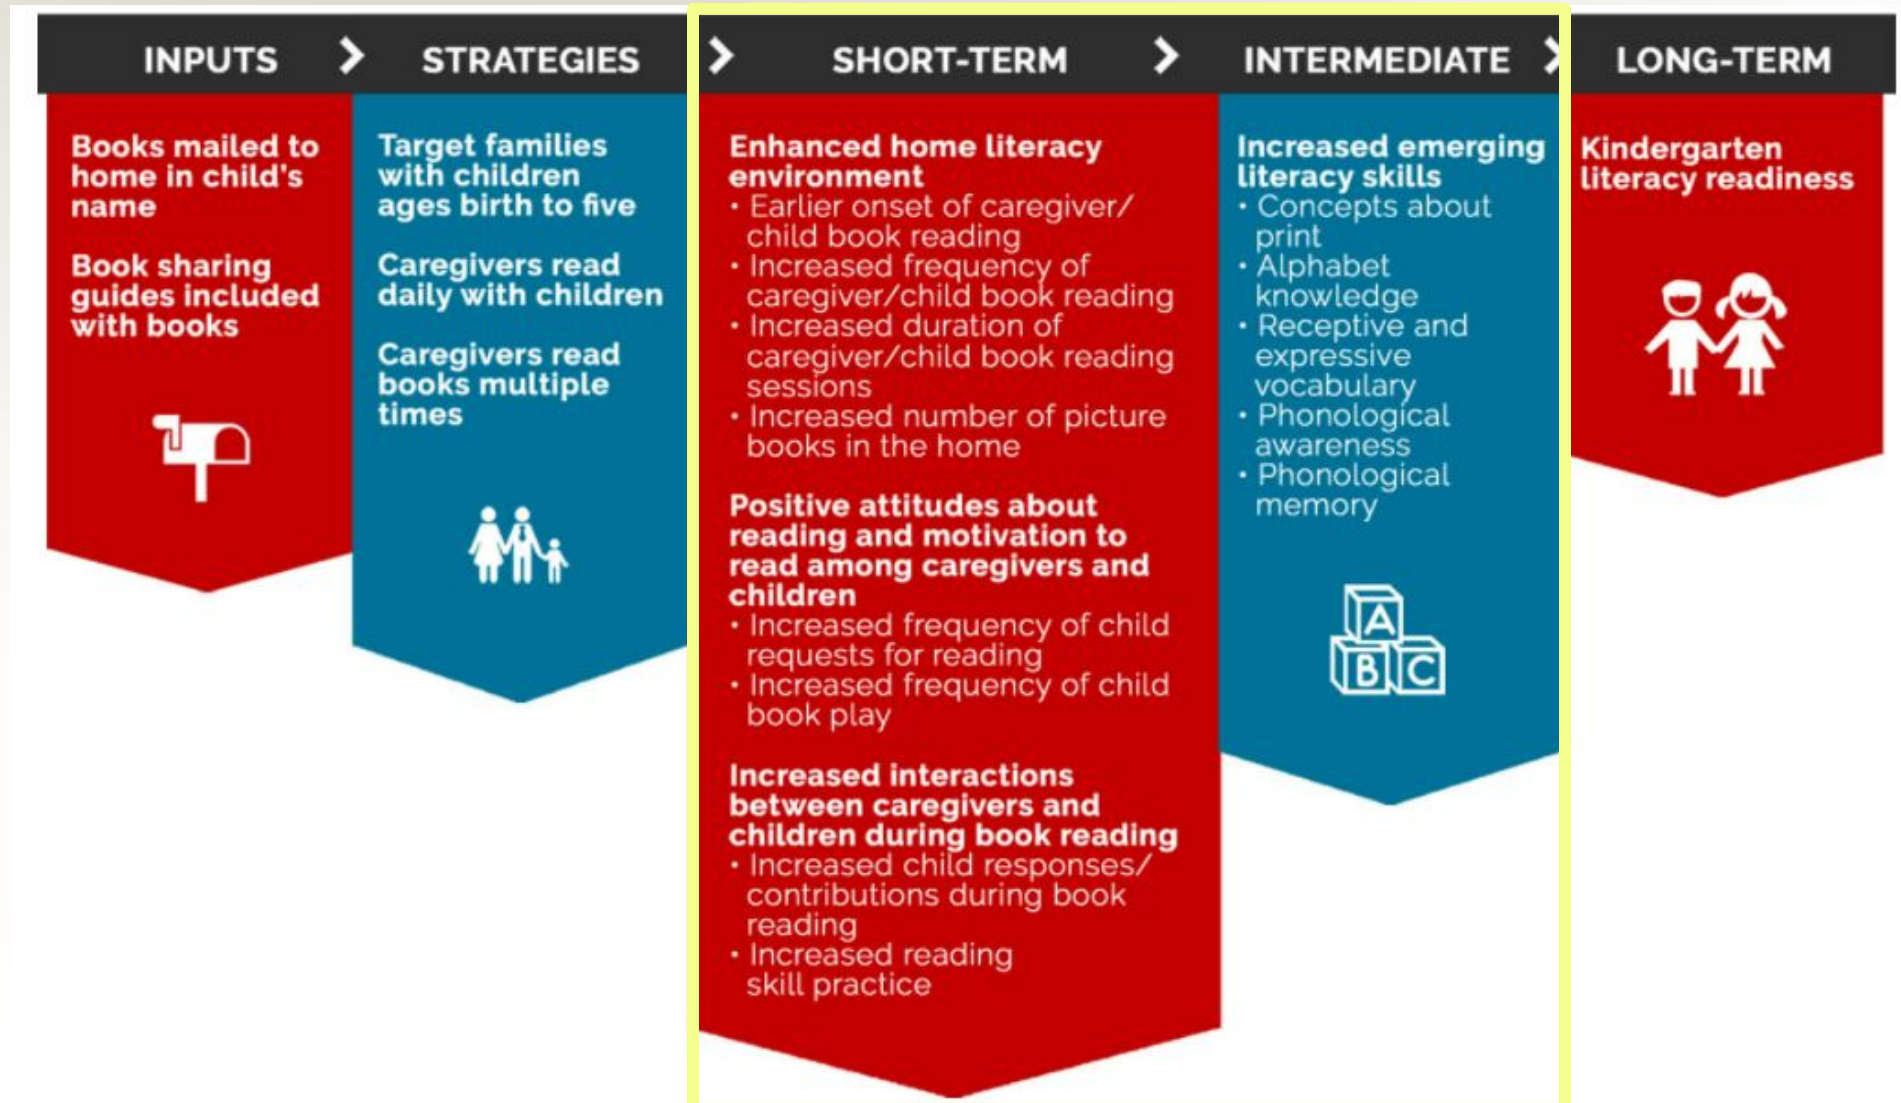 INPUTS > STRATEGIES > SHORT-TERM > INTERMEDIATE > LONG-TERM
Books mailed to
home in child's
name
Book sharing
guides included
with books
Target families
with children
ages birth to five
Caregivers read
daily with children
Caregivers read
books multiple
times
Enhanced home literacy
environment
• Earlier onset of caregiver/
child book reading
• Increased frequency of
caregiver/child book reading
• Increased duration of
caregiver/child book reading
sessions
• Increased number of picture
books in the home
Positive attitudes about
reading and motivation to
read among caregivers and
children
• Increased frequency of child
requests for reading
• Increased frequency of child
book play
Increased interactions
between caregivers and
children during book reading
• Increased child responses/
contributions during book
reading
• Increased reading
skill practice
Increased emerging
literacy skills
• Concepts about
print
• Alphabet
knowledge
• Receptive and
expressive
vocabulary
• Phonological
awareness
• Phonological
memory
A
B C
Kindergarten
literacy readiness